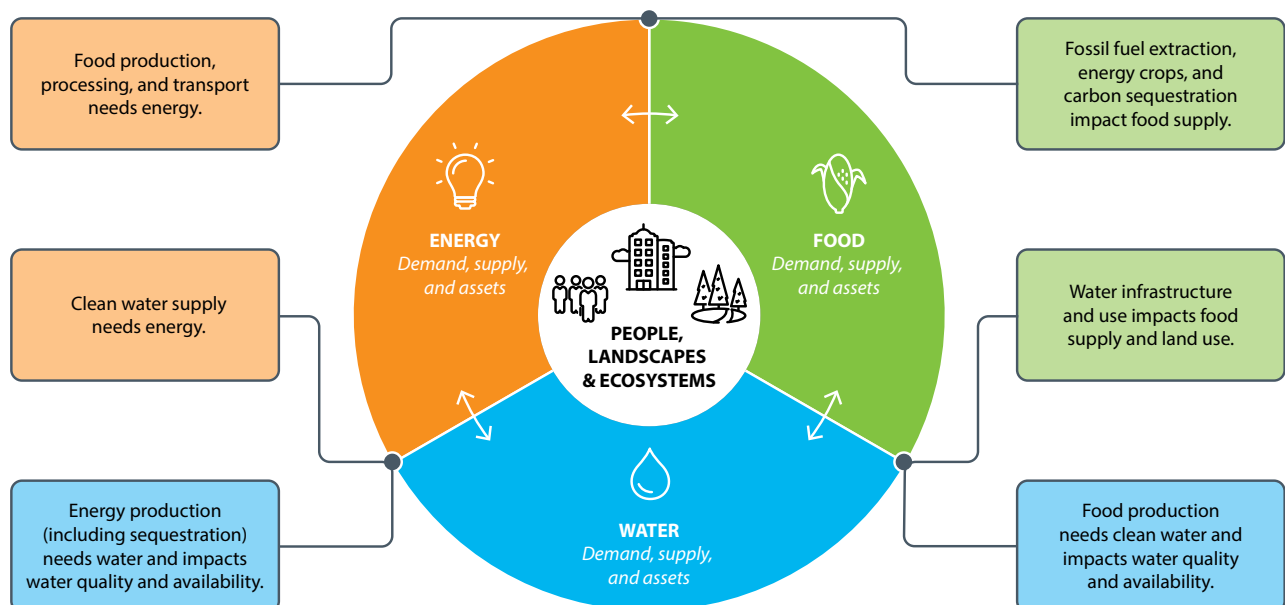 Food production,
processing, and transport
needs energy.
Fossil fuel extraction,
energy crops, and
carbon sequestration
impact food supply.
ENERGY
Demand, supply,
and assets
FOOD
Demand, supply,
and assets
Clean water supply
needs energy.
PEOPLE,
LANDSCAPES
& ECOSYSTEMS
Water infrastructure
and use impacts food
supply and land use.
Energy production
(including sequestration)
needs water and impacts
water quality and availability.
WATER
Demand, supply,
and assets
Food production
needs clean water and
impacts water quality
and availability.